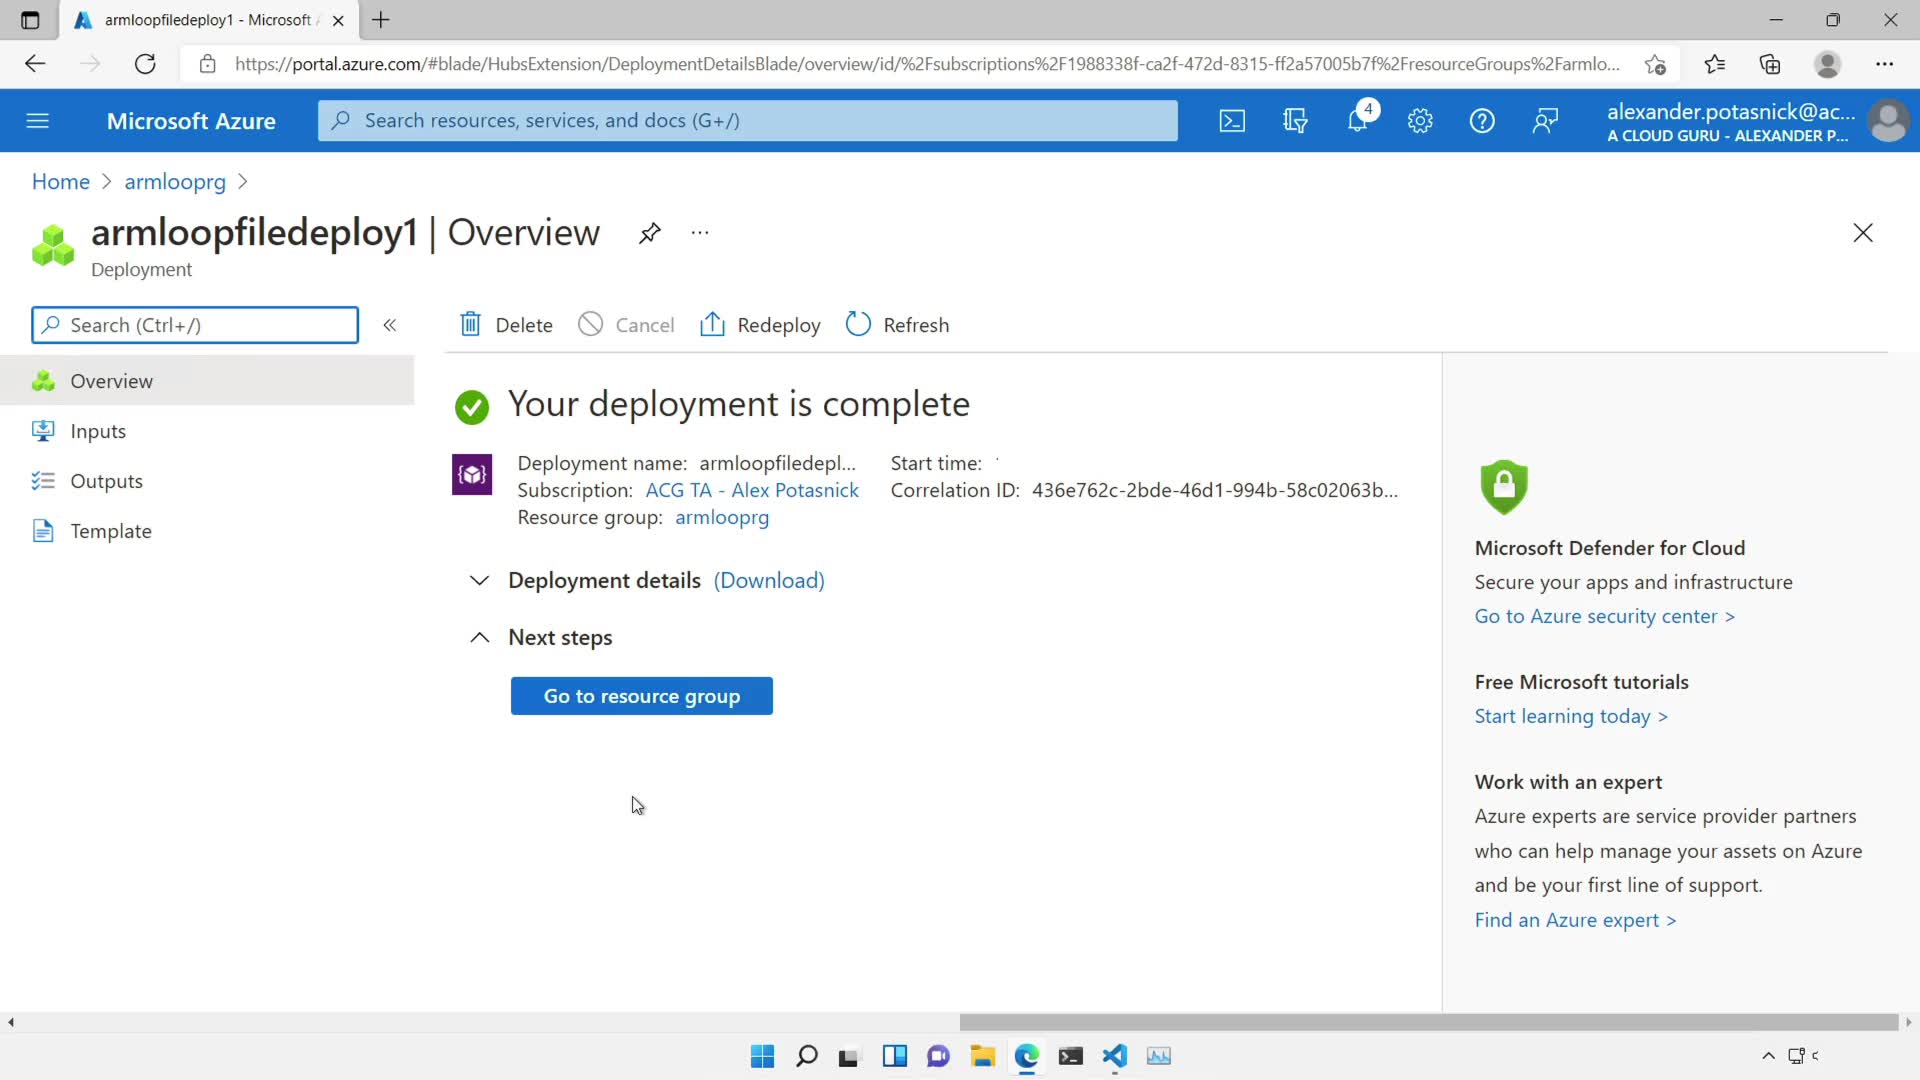 armloopfiledeploy1 - Microsoft A
https://portal.azure.com/#blade/HubsExtension/DeploymentDetailsBlade/overview/id/%2Fsubscriptions%2F1988338f-ca2f-472d-8315-ff2a57005b7f%2FresourceGroups%2Farmlo...
Microsoft Azure
Search resources, services, and docs (G+/)
4
alexander.potasnick@ac...
A CLOUD GURU - ALEXANDER P...
Home > armlooprg >
armloopfiledeploy1 | Overview
Deployment
Search (Ctrl+/)
Delete
Cancel
Redeploy
Refresh
Overview
Inputs
Outputs
Template
Your deployment is complete
Deployment name: armloopfiledepl...
Start time:
Subscription: ACG TA - Alex Potasnick
Correlation ID: 436e762c-2bde-46d1-994b-58c02063b...
Resource group: armlooprg
Deployment details (Download)
Next steps
Go to resource group
Microsoft Defender for Cloud
Secure your apps and infrastructure
Go to Azure security center >
Free Microsoft tutorials
Start learning today >
Work with an expert
Azure experts are service provider partners
who can help manage your assets on Azure
and be your first line of support.
Find an Azure expert >